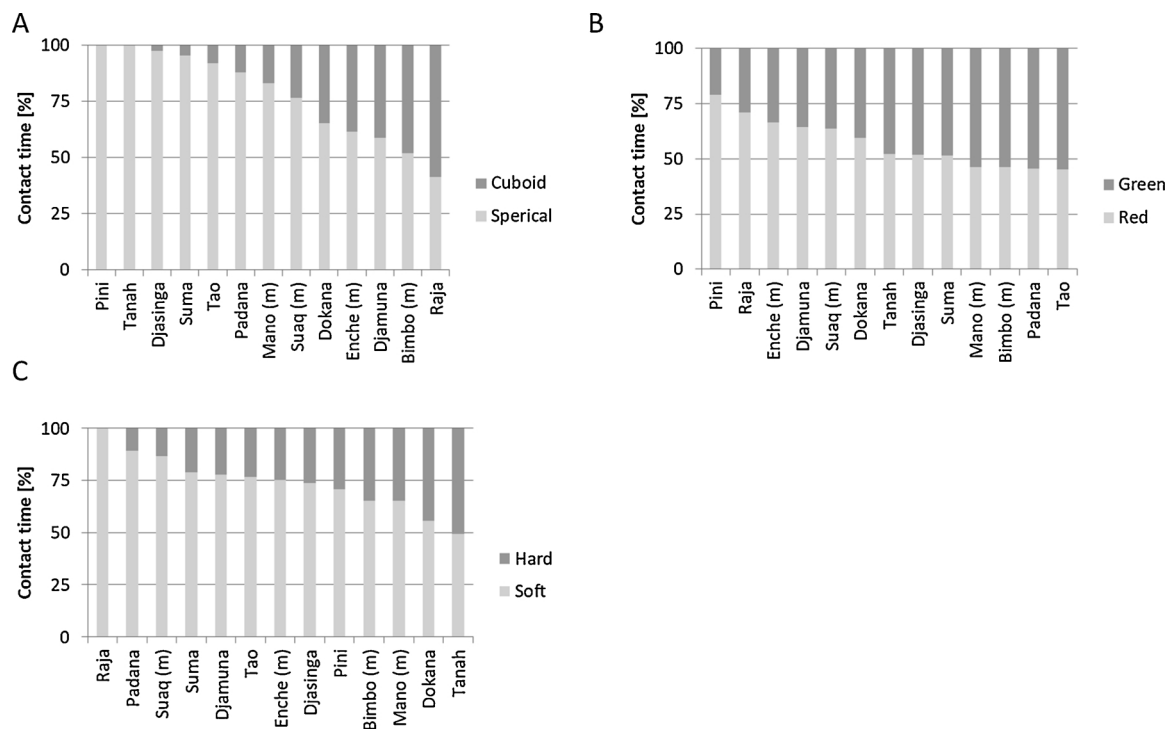 A
Contact time [%]
100
75
50
25
0
Cuboid
Sperical
Pini
Tanah
Djasinga
Suma
Tao
Padana
Mano (m)
Suaq (m)
Dokana
Enche (m)
Djamuna
Bimbo (m)
Raja
B
Contact time [%]
100
75
50
25
0
Green
Red
Pini
Raja
Enche (m)
Djamuna
Suaq (m)
Dokana
Tanah
Djasinga
Suma
Mano (m)
Bimbo (m)
Padana
Tao
C
Contact time [%]
100
75
50
25
0
Hard
Soft
Raja
Padana
Suaq (m)
Suma
Djamuna
Tao
Enche (m)
Djasinga
Pini
Bimbo (m)
Mano (m)
Dokana
Tanah